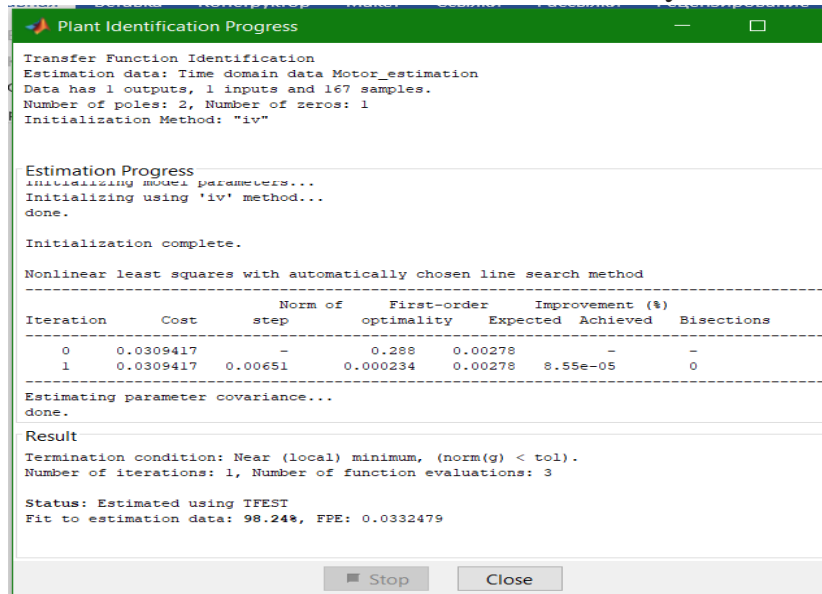 Plant Identification Progress
Transfer Function Identification
Estimation data: Time domain data Motor_estimation
Data has 1 outputs, 1 inputs and 167 samples.
Number of poles: 2, Number of zeros: 1
Initialization Method: "iv"
Estimation Progress
Initializing model parameters...
Initializing using 'iv' method...
done.
Initialization complete.
Nonlinear least squares with automatically chosen line search method
Norm of First-order Improvement (%)
Iteration Cost step optimality Expected Achieved Bisections
0 0.0309417 - 0.288 0.00278 - -
1 0.0309417 0.00651 0.000234 0.00278 8.55e-05 0
Estimating parameter covariance...
done.
Result
Termination condition: Near (local) minimum, (norm(g) < tol).
Number of iterations: 1, Number of function evaluations: 3
Status: Estimated using TFEST
Fit to estimation data: 98.24%, FPE: 0.0332479
Stop Close